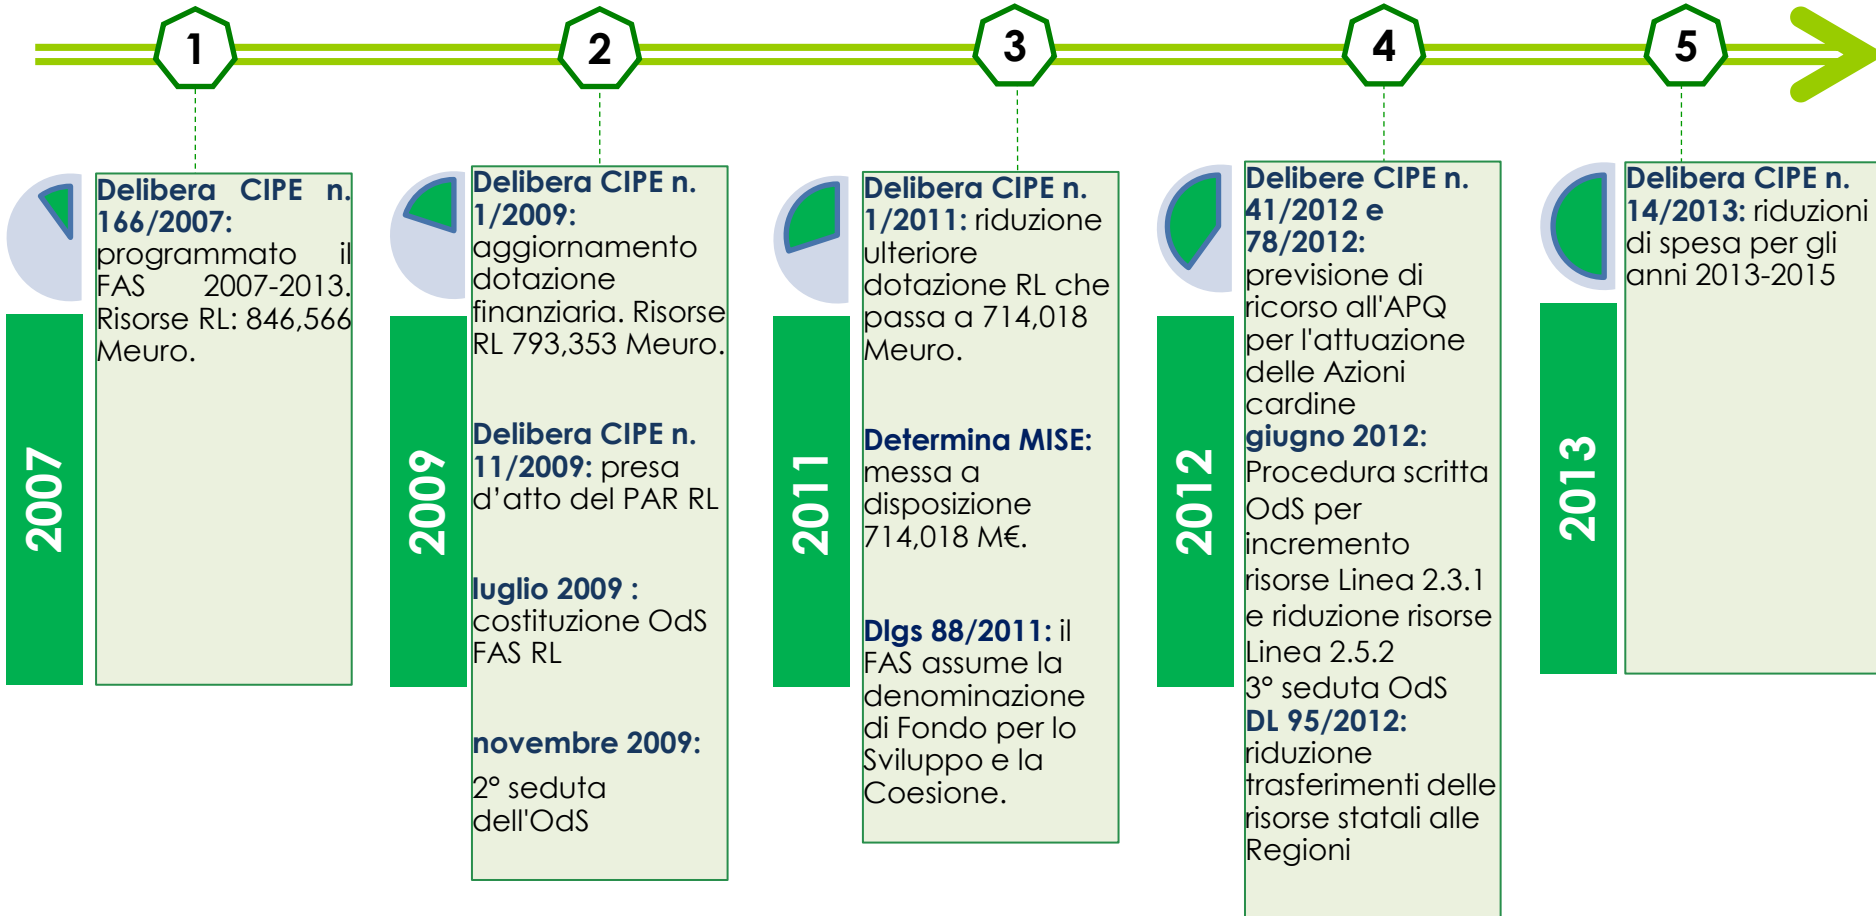 1
2
3
4
5
2007
Delibera CIPE n.
166/2007:
programmato il
FAS 2007-2013.
Risorse RL: 846,566
Meuro.
2009
Delibera CIPE n.
1/2009:
aggiornamento
dotazione
finanziaria. Risorse
RL 793,353 Meuro.
Delibera CIPE n.
11/2009: presa
d’atto del PAR RL
luglio 2009 :
costituzione OdS
FAS RL
novembre 2009:
2° seduta
dell'OdS
2011
Delibera CIPE n.
1/2011: riduzione
ulteriore
dotazione RL che
passa a 714,018
Meuro.
Determina MISE:
messa a
disposizione
714,018 M€.
Dlgs 88/2011: il
FAS assume la
denominazione
di Fondo per lo
Sviluppo e la
Coesione.
2012
Delibere CIPE n.
41/2012 e
78/2012:
previsione di
ricorso all'APQ
per l'attuazione
delle Azioni
cardine
giugno 2012:
Procedura scritta
OdS per
incremento
risorse Linea 2.3.1
e riduzione risorse
Linea 2.5.2
3° seduta OdS
DL 95/2012:
riduzione
trasferimenti delle
risorse statali alle
Regioni
2013
Delibera CIPE n.
14/2013: riduzioni
di spesa per gli
anni 2013-2015